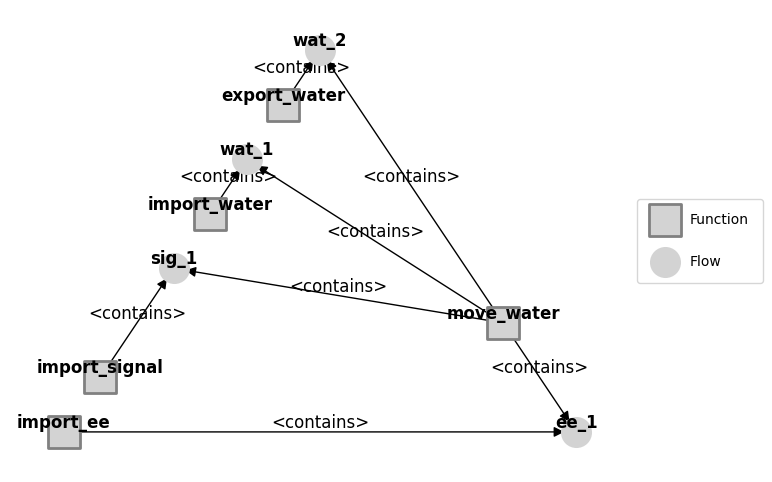 wat_2
<contains>
export_water
wat_1
<contains>
<contains>
import_water
<contains>
sig_1
<contains>
<contains>
move_water
import_signal
<contains>
import_ee
<contains>
ee_1
Function
Flow